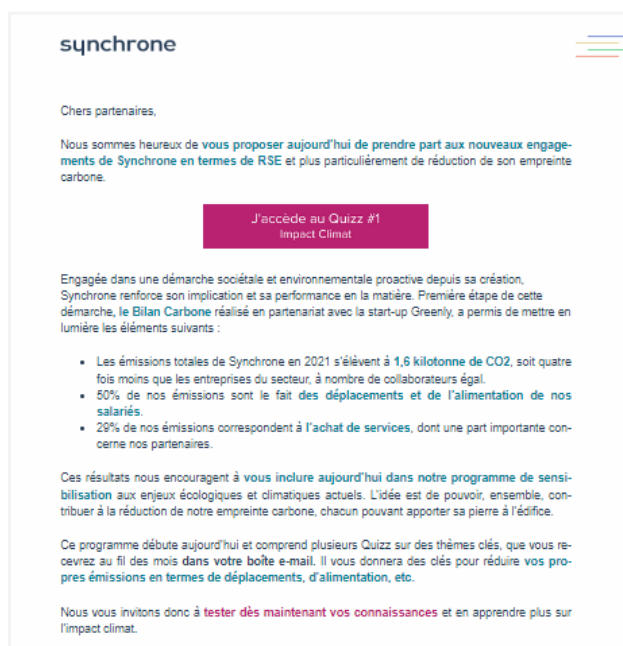 synchrone
Chers partenaires,
Nous sommes heureux de vous proposer aujourd'hui de prendre part aux nouveaux engage-
ments de Synchrone en termes de RSE et plus particulièrement de réduction de son empreinte
carbone.
J'accède au Quizz #1
Impact Climat
Engagée dans une démarche sociétale et environnementale proactive depuis sa création,
Synchrone renforce son implication et sa performance en la matière. Première étape de cette
démarche, le Bilan Carbone réalisé en partenariat avec la start-up Greenly, a permis de mettre en
lumière les éléments suivants :
• Les émissions totales de Synchrone en 2021 s'élèvent à 1,6 kilotonne de CO2, soit quatre
fois moins que les entreprises du secteur, à nombre de collaborateurs égal.
• 50% de nos émissions sont le fait des déplacements et de l'alimentation de nos
salariés.
• 29% de nos émissions correspondent à l'achat de services, dont une part importante con-
cerne nos partenaires.
Ces résultats nous encouragent à vous inclure aujourd'hui dans notre programme de sensi-
bilisation aux enjeux écologiques et climatiques actuels. L'idée est de pouvoir, ensemble, con-
tribuer à la réduction de notre empreinte carbone, chacun pouvant apporter sa pierre à l'édifice.
Ce programme débute aujourd'hui et comprend plusieurs Quizz sur des thèmes clés, que vous re-
cevrez au fil des mois dans votre boîte e-mail. Il vous donnera des clés pour réduire vos pro-
pres émissions en termes de déplacements, d'alimentation, etc.
Nous vous invitons donc à tester dès maintenant vos connaissances et en apprendre plus sur
l'impact climat.